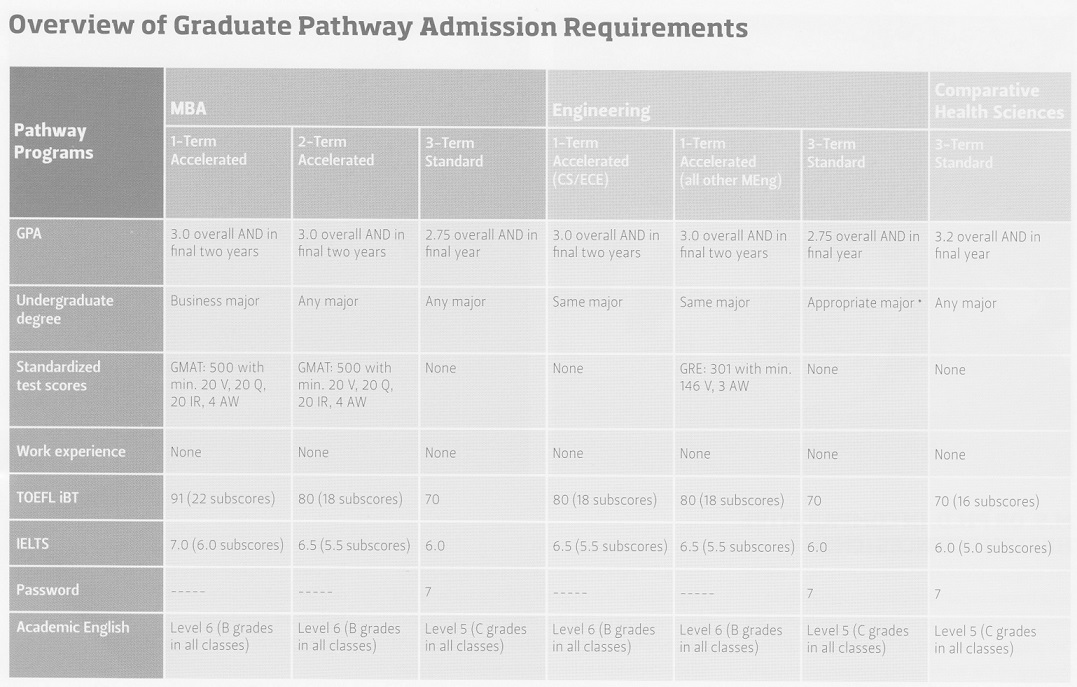 Overview of Graduate Pathway Admission Requirements
Pathway
Programs
MBA
Engineering
Comparative
Health Sciences
1-Term
Accelerated
2-Term
Accelerated
3-Term
Standard
1-Term
Accelerated
(CS/ECE)
1-Term
Accelerated
(all other MEng)
3-Term
Standard
3-Term
Standard
GPA
3.0 overall AND in
final two years
3.0 overall AND in
final two years
2.75 overall AND in
final year
3.0 overall AND in
final two years
3.0 overall AND in
final two years
2.75 overall AND in
final year
3.2 overall AND in
final year
Undergraduate
degree
Business major
Any major
Any major
Same major
Same major
Appropriate major *
Any major
Standardized
test scores
GMAT: 500 with
min. 20 V, 20 Q,
20 IR, 4 AW
GMAT: 500 with
min. 20 V, 20 Q,
20 IR, 4 AW
None
None
GRE: 301 with min.
146 V, 3 AW
None
None
Work experience
None
None
None
None
None
None
None
TOEFL iBT
91 (22 subscores)
80 (18 subscores)
70
80 (18 subscores)
80 (18 subscores)
70
70 (16 subscores)
IELTS
7.0 (6.0 subscores)
6.5 (5.5 subscores)
6.0
6.5 (5.5 subscores)
6.5 (5.5 subscores)
6.0
6.0 (5.0 subscores)
Password
-----
-----
7
-----
-----
7
7
Academic English
Level 6 (B grades
in all classes)
Level 6 (B grades
in all classes)
Level 5 (C grades
in all classes)
Level 6 (B grades
in all classes)
Level 6 (B grades
in all classes)
Level 5 (C grades
in all classes)
Level 5 (C grades
in all classes)